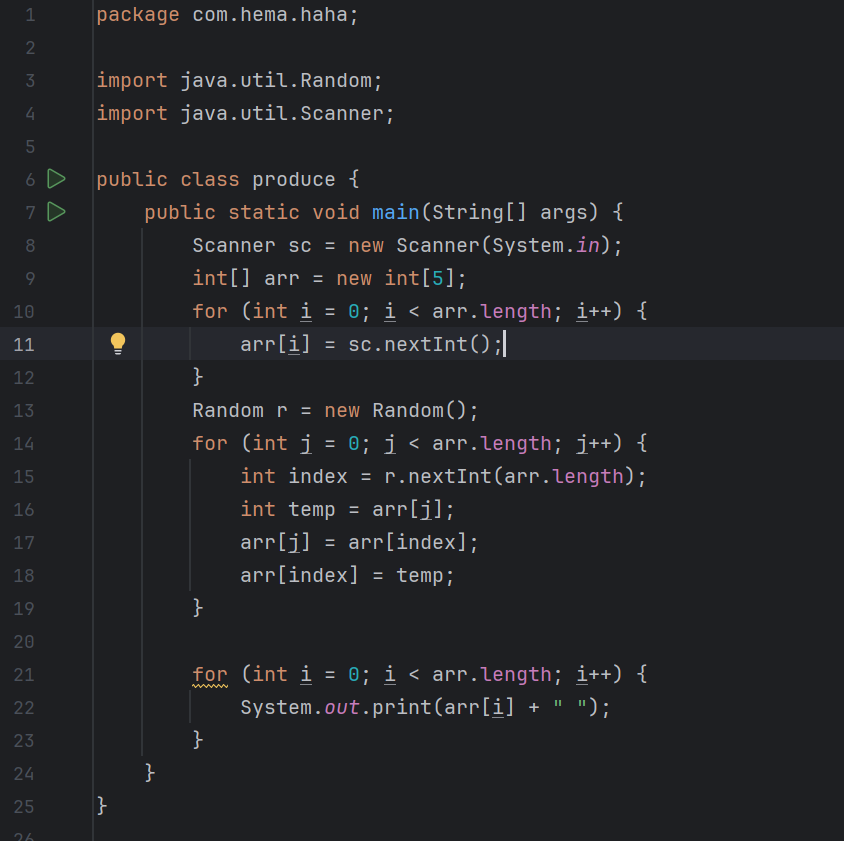 1 package com.hema.haha;
2
3 import java.util.Random;
4 import java.util.Scanner;
5
6 public class produce {
7     public static void main(String[] args) {
8         Scanner sc = new Scanner(System.in);
9         int[] arr = new int[5];
10         for (int i = 0; i < arr.length; i++) {
11             arr[i] = sc.nextInt();
12         }
13         Random r = new Random();
14         for (int j = 0; j < arr.length; j++) {
15             int index = r.nextInt(arr.length);
16             int temp = arr[j];
17             arr[j] = arr[index];
18             arr[index] = temp;
19         }
20
21         for (int i = 0; i < arr.length; i++) {
22             System.out.print(arr[i] + " ");
23         }
24     }
25 }
26